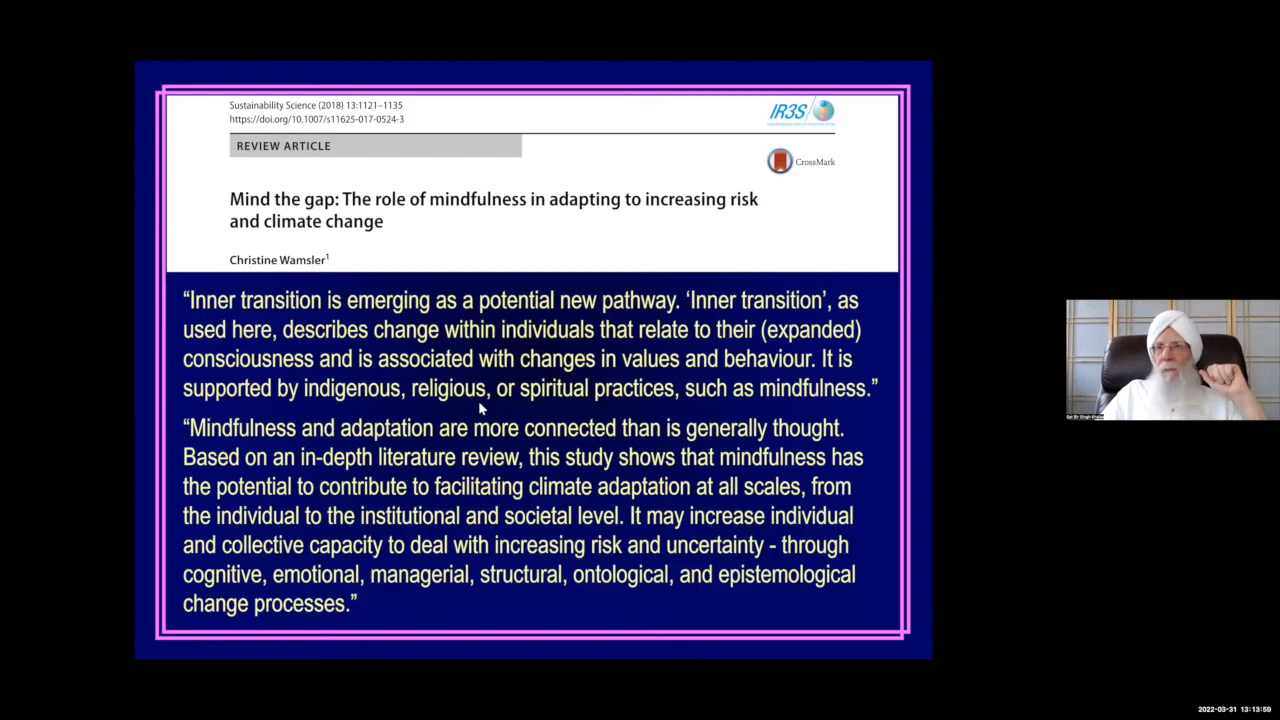 Sustainability Science (2018) 13:1121–1135
https://doi.org/10.1007/s11625-017-0524-3
IR3S
REVIEW ARTICLE
CrossMark
Mind the gap: The role of mindfulness in adapting to increasing risk
and climate change
Christine Wamsler1
“Inner transition is emerging as a potential new pathway. ‘Inner transition’, as
used here, describes change within individuals that relate to their (expanded)
consciousness and is associated with changes in values and behaviour. It is
supported by indigenous, religious, or spiritual practices, such as mindfulness.”
“Mindfulness and adaptation are more connected than is generally thought.
Based on an in-depth literature review, this study shows that mindfulness has
the potential to contribute to facilitating climate adaptation at all scales, from
the individual to the institutional and societal level. It may increase individual
and collective capacity to deal with increasing risk and uncertainty - through
cognitive, emotional, managerial, structural, ontological, and epistemological
change processes.”
Sat Bir Singh Khalsa
2022-03-31 13:13:59